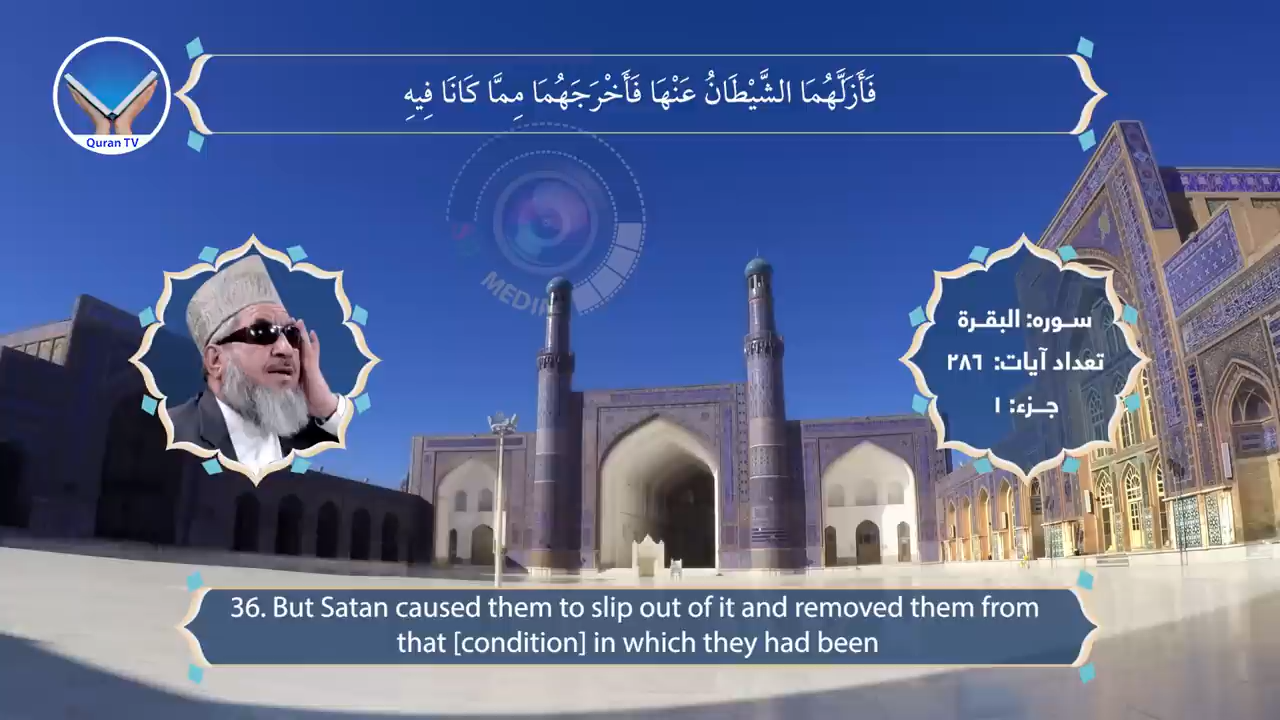 فَأَزَلَّهُمَا الشَّيْطَانُ عَنْهَا فَأَخْرَجَهُمَا مِمَّا كَانَا فِيهِ
Quran TV
سوره: البقرة
تعداد آیات: ٢٨٦
جزء: ١
36. But Satan caused them to slip out of it and removed them from
that [condition] in which they had been